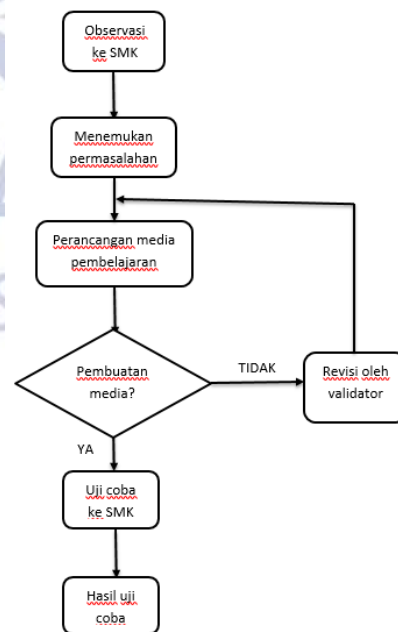 Observasi
ke SMK
Menemukan
permasalahan
Perancangan media
pembelajaran
Pembuatan
media?
TIDAK
Revisi oleh
validator
YA
Uji coba
ke SMK
Hasil uji
coba